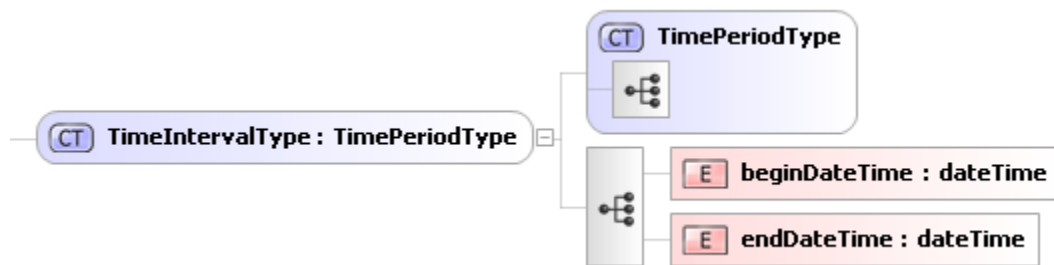 CT TimePeriodType
CT TimeIntervalType : TimePeriodType
E beginDateTime : dateTime
E endDateTime : dateTime